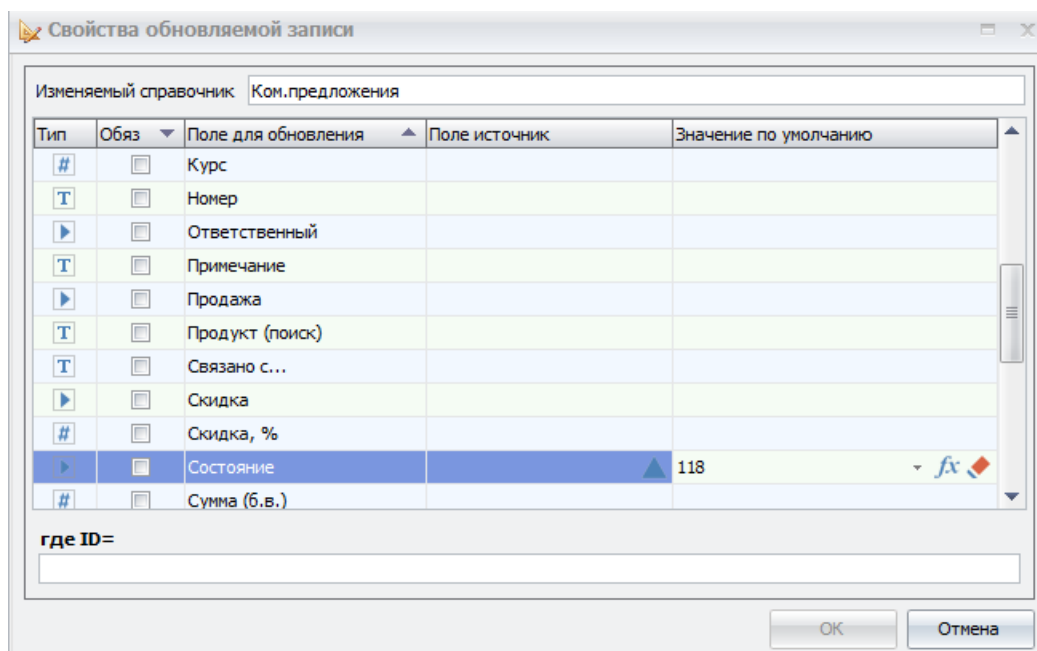 Свойства обновляемой записи
Изменяемый справочник Ком.предложения
Тип Обяз Поле для обновления Поле источник Значение по умолчанию
# Курс
T Номер
Ответственный
T Примечание
Продажа
T Продукт (поиск)
T Связано с...
Скидка
# Скидка, %
Состояние 118 fx
# Сумма (б.в.)
где ID=
OK Отмена